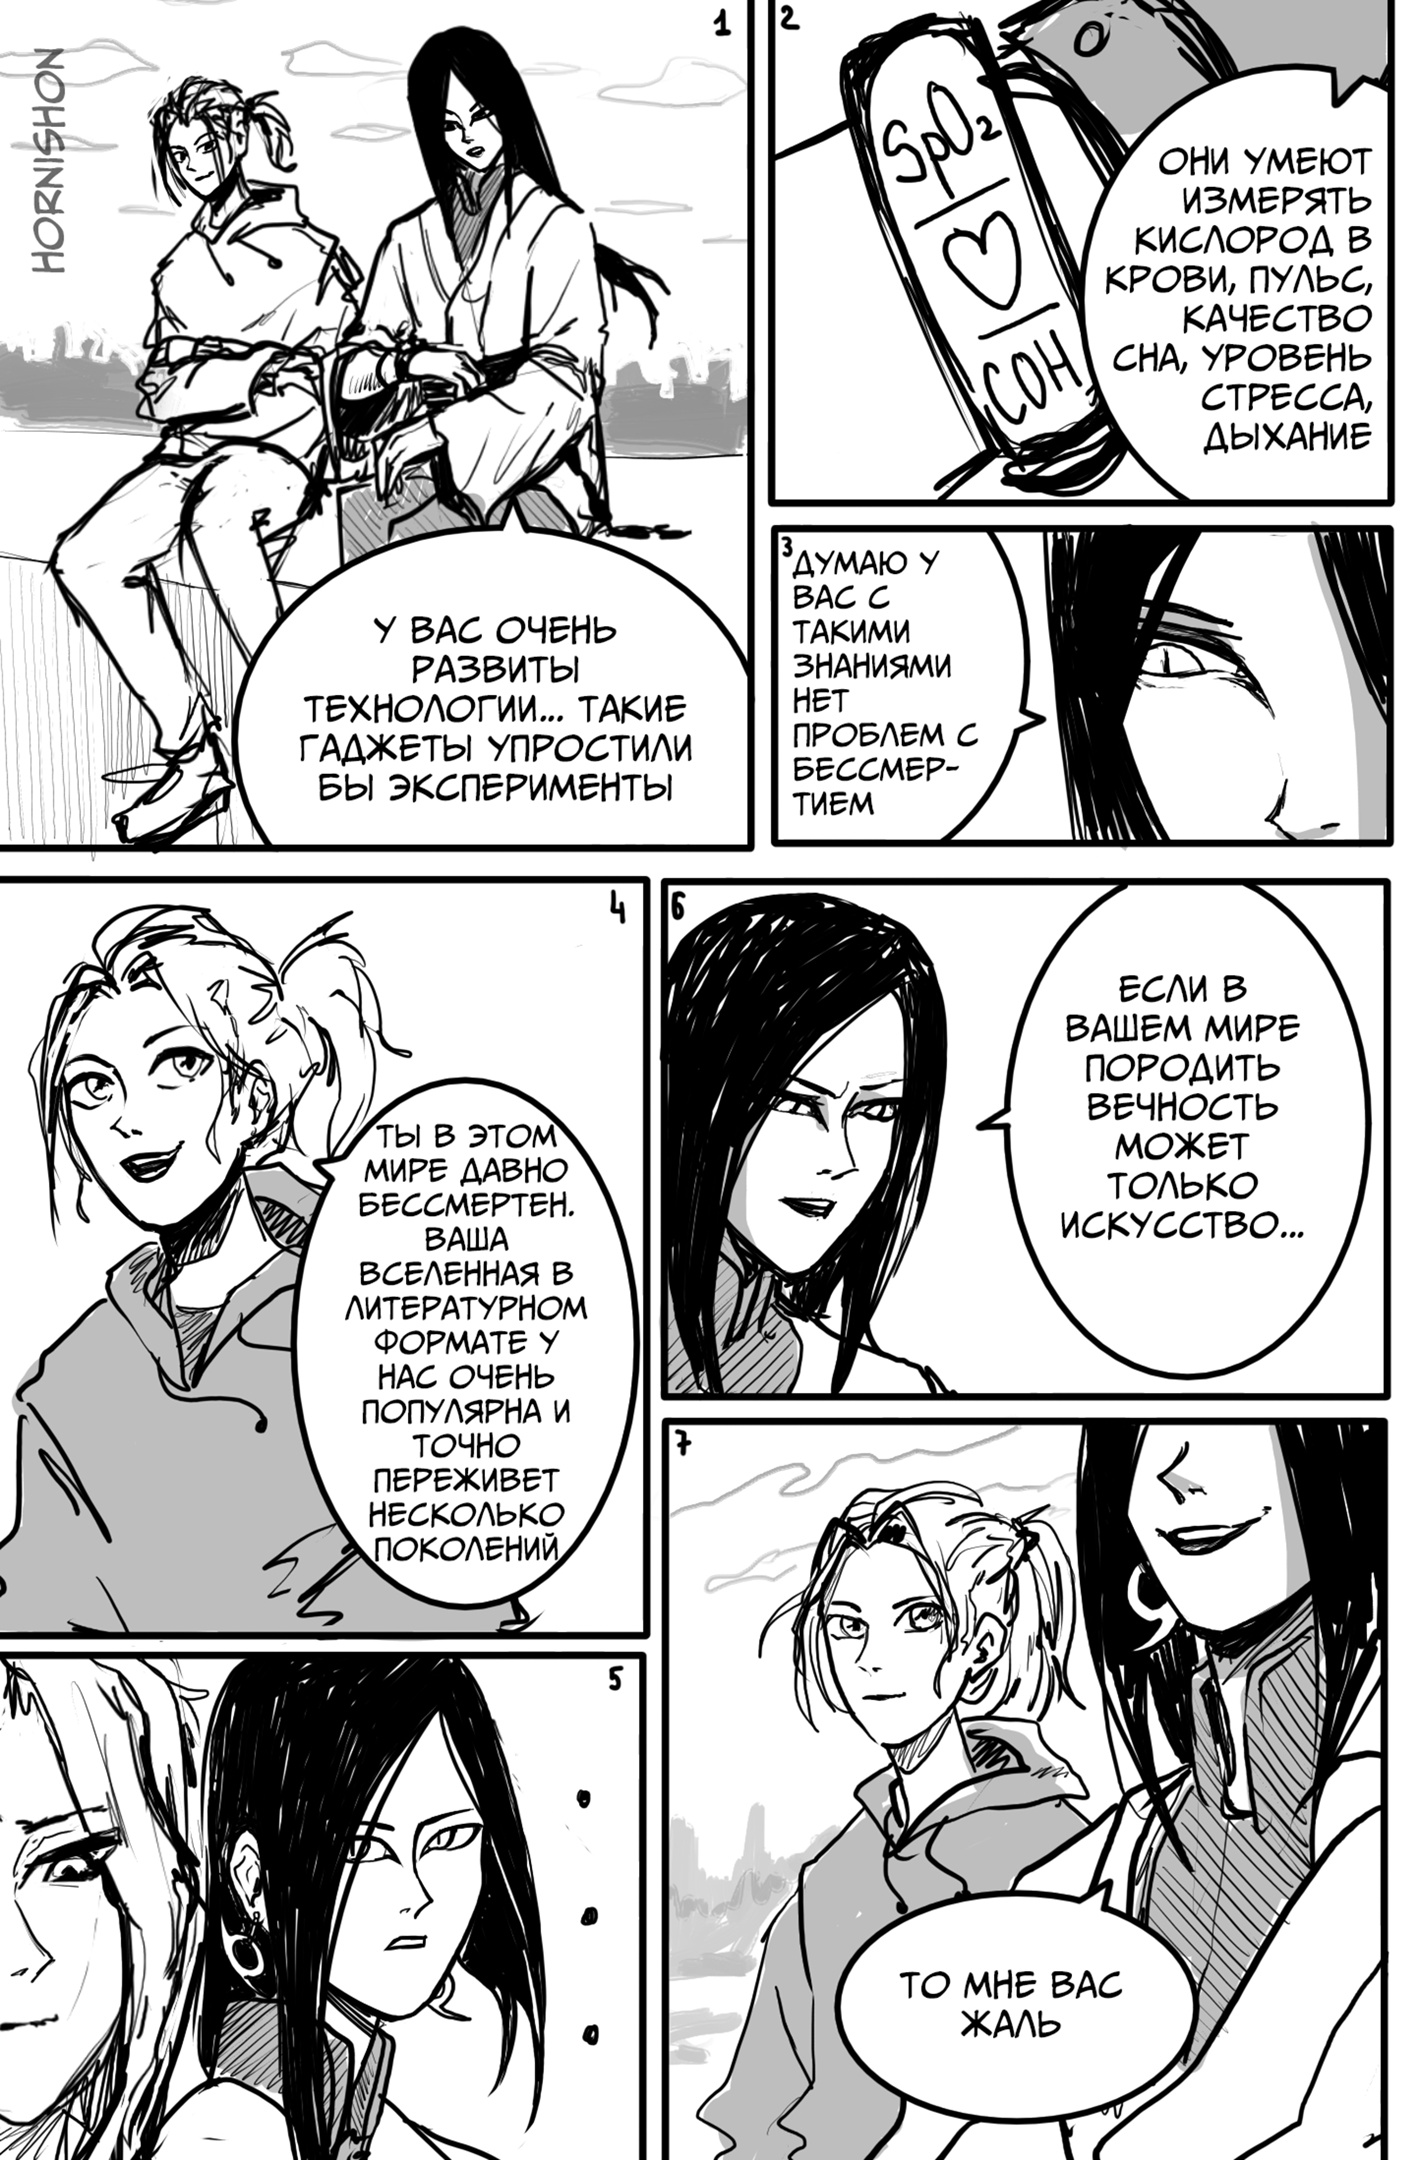 HORNISHON
1
У ВАС ОЧЕНЬ
РАЗВИТЫ
ТЕХНОЛОГИИ... ТАКИЕ
ГАДЖЕТЫ УПРОСТИЛИ
БЫ ЭКСПЕРИМЕНТЫ
2
SpO2
СОН
ОНИ УМЕЮТ
ИЗМЕРЯТЬ
КИСЛОРОД В
КРОВИ, ПУЛЬС,
КАЧЕСТВО
СНА, УРОВЕНЬ
СТРЕССА,
ДЫХАНИЕ
3
ДУМАЮ У
ВАС С
ТАКИМИ
ЗНАНИЯМИ
НЕТ
ПРОБЛЕМ С
БЕССМЕР-
ТИЕМ
4
ТЫ В ЭТОМ
МИРЕ ДАВНО
БЕССМЕРТЕН.
ВАША
ВСЕЛЕННАЯ В
ЛИТЕРАТУРНОМ
ФОРМАТЕ У
НАС ОЧЕНЬ
ПОПУЛЯРНА И
ТОЧНО
ПЕРЕЖИВЕТ
НЕСКОЛЬКО
ПОКОЛЕНИЙ
5
...
6
ЕСЛИ В
ВАШЕМ МИРЕ
ПОРОДИТЬ
ВЕЧНОСТЬ
МОЖЕТ
ТОЛЬКО
ИСКУССТВО...
7
ТО МНЕ ВАС
ЖАЛЬ